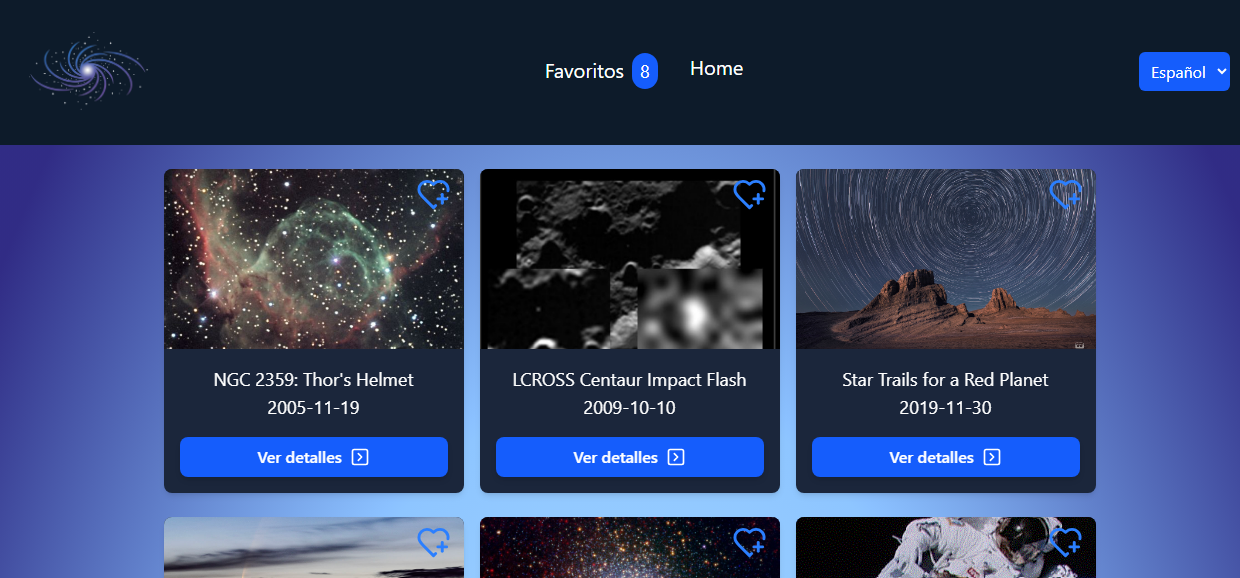 Favoritos 8 Home
Español
NGC 2359: Thor's Helmet
2005-11-19
Ver detalles
LCROSS Centaur Impact Flash
2009-10-10
Ver detalles
Star Trails for a Red Planet
2019-11-30
Ver detalles